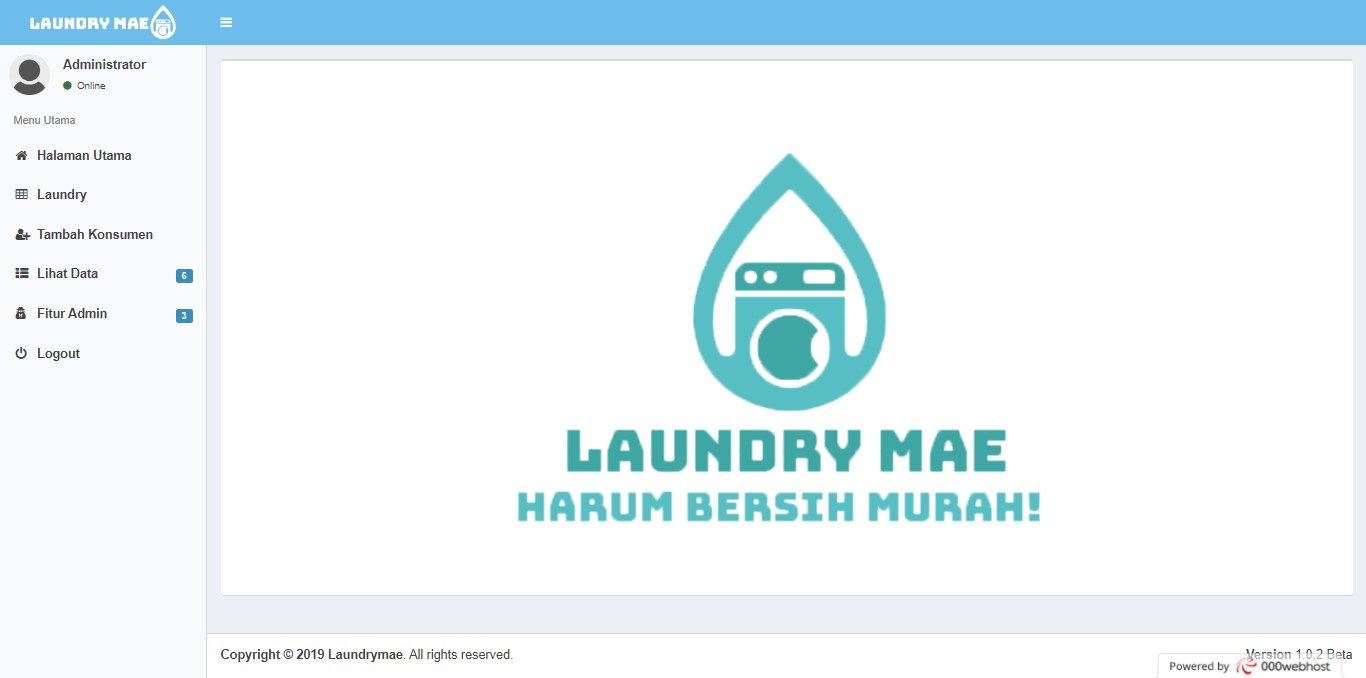 LAUNDRY MAE
Administrator
Online
Menu Utama
Halaman Utama
Laundry
Tambah Konsumen
Lihat Data 6
Fitur Admin 3
Logout
LAUNDRY MAE
HARUM BERSIH MURAH!
Copyright © 2019 Laundrymae. All rights reserved.
Version 1.0.2 Beta
Powered by 000webhost